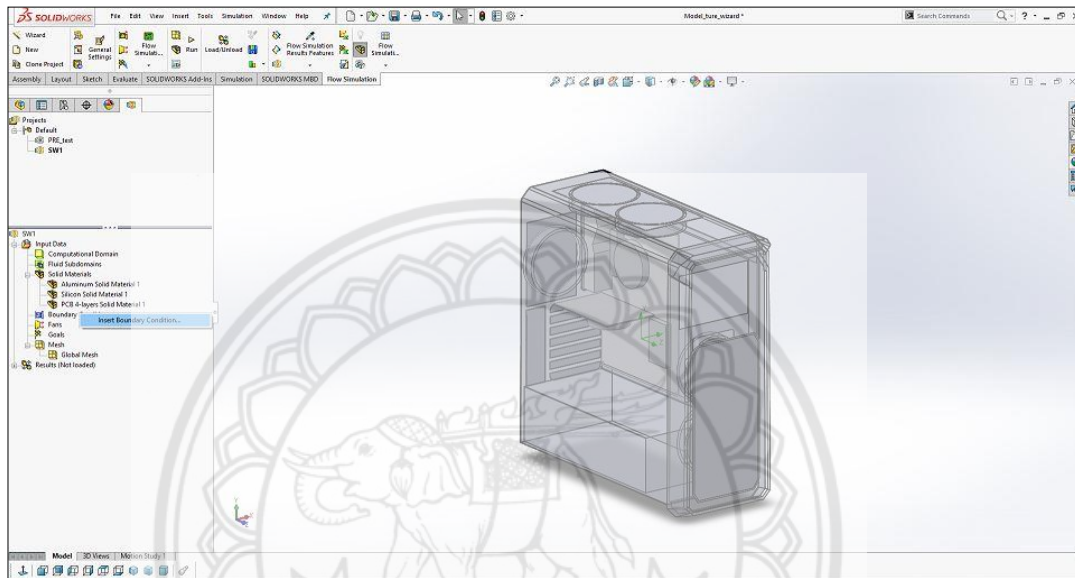 SOLIDWORKS File Edit View Insert Tools Simulation Window Help Model_ture_wizard * Search Commands
Wizard
New
Clone Project
General Settings
Flow Simulati...
Run
Load/Unload
Flow Simulation Results Features
Flow Simulati...
Assembly Layout Sketch Evaluate SOLIDWORKS Add-Ins Simulation SOLIDWORKS MBD Flow Simulation
Projects
Default
PRE_test
SW1
SW1
Input Data
Computational Domain
Fluid Subdomains
Solid Materials
Aluminum Solid Material 1
Silicon Solid Material 1
PCB 4-layers Solid Material 1
Boundary
Insert Boundary Condition...
Fans
Goals
Mesh
Global Mesh
Results (Not loaded)
Model 3D Views Motion Study 1